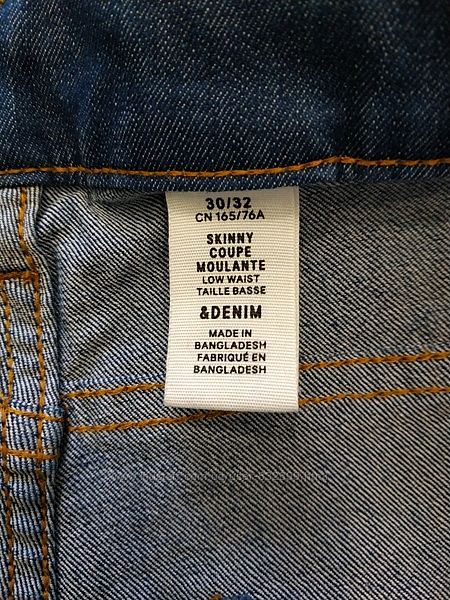 30/32
CN 165/76A
SKINNY
COUPE
MOULANTE
LOW WAIST
TAILLE BASSE
&DENIM
MADE IN
BANGLADESH
FABRIQUÉ EN
BANGLADESH